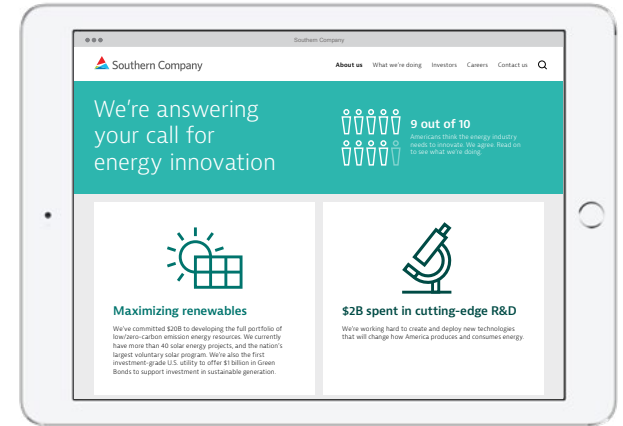 Southern Company
Southern Company
About us What we're doing Investors Careers Contact us
We're answering
your call for
energy innovation
9 out of 10
Americans think the energy industry
needs to innovate. We agree. Read on
to see what we're doing.
Maximizing renewables
We've committed $20B to developing the full portfolio of
low/zero-carbon emission energy resources. We currently
have more than 40 solar energy projects, and the nation's
largest voluntary solar program. We're also the first
investment-grade U.S. utility to offer $1 billion in Green
Bonds to support investment in sustainable generation.
$2B spent in cutting-edge R&D
We're working hard to create and deploy new technologies
that will change how America produces and consumes energy.